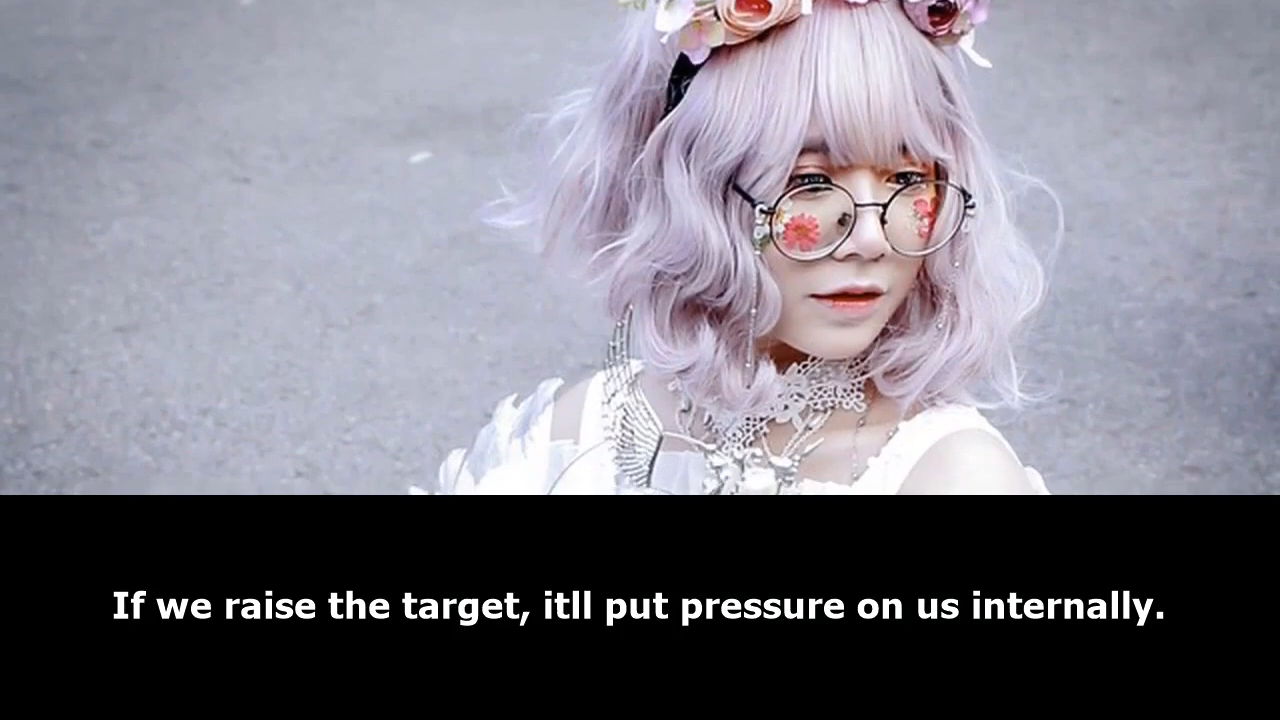 If we raise the target, itll put pressure on us internally.